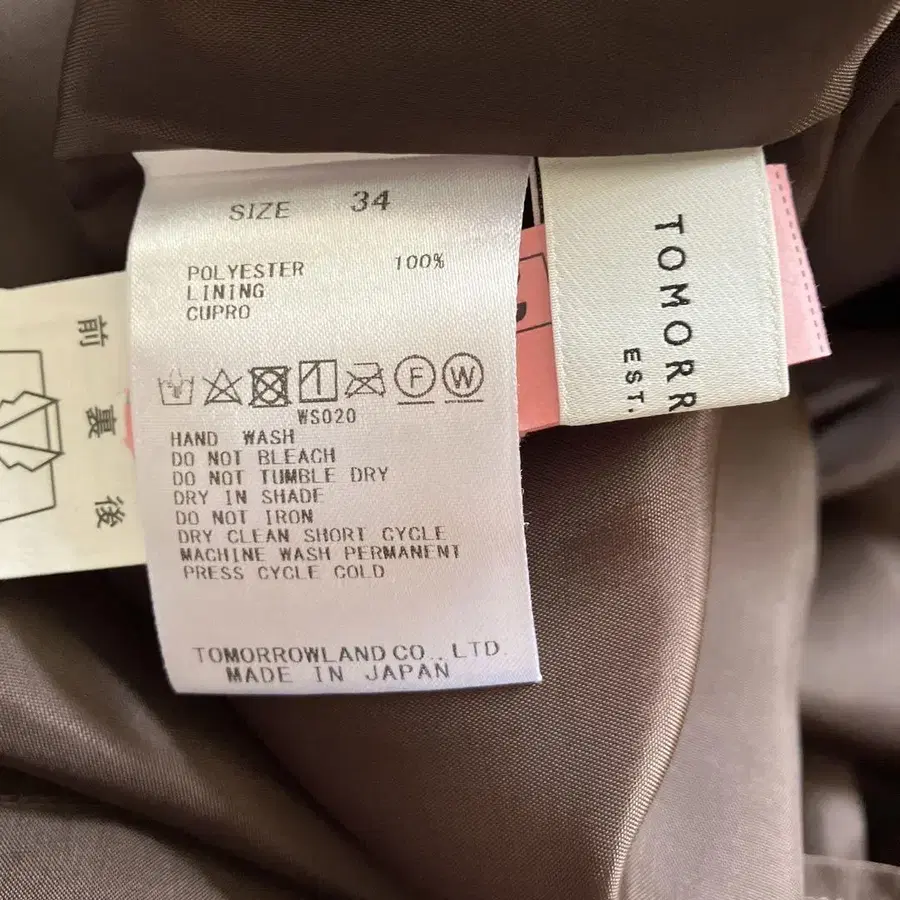 SIZE 34
POLYESTER 100%
LINING
CUPRO
F W
WS020
HAND WASH
DO NOT BLEACH
DO NOT TUMBLE DRY
DRY IN SHADE
DO NOT IRON
DRY CLEAN SHORT CYCLE
MACHINE WASH PERMANENT
PRESS CYCLE COLD
TOMORROWLAND CO., LTD.
MADE IN JAPAN
TOMORR
EST.
前 裏 後